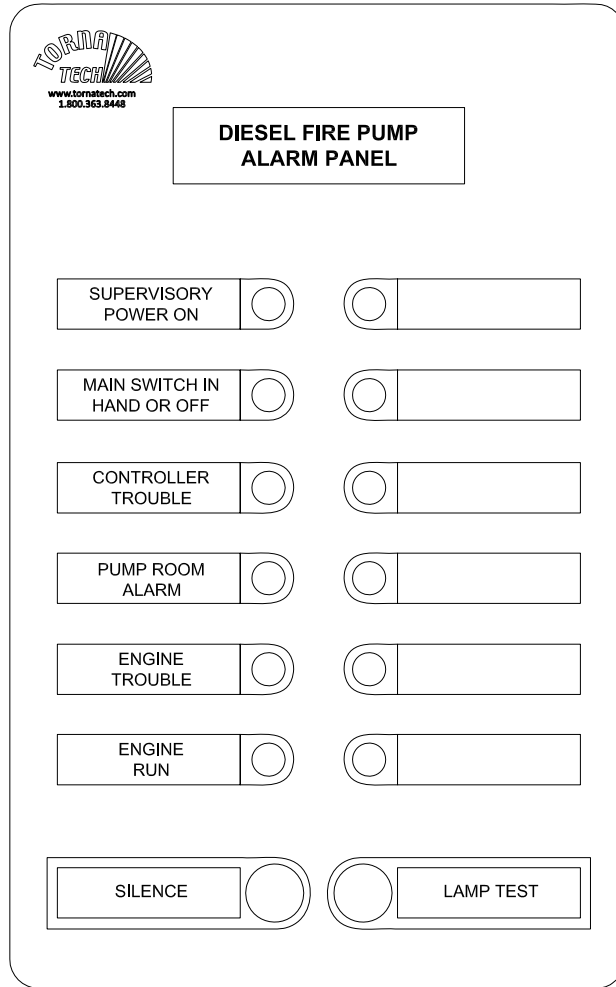 TORNA
TECH
www.tornatech.com
1.800.363.8448
DIESEL FIRE PUMP
ALARM PANEL
SUPERVISORY
POWER ON
MAIN SWITCH IN
HAND OR OFF
CONTROLLER
TROUBLE
PUMP ROOM
ALARM
ENGINE
TROUBLE
ENGINE
RUN
SILENCE
LAMP TEST